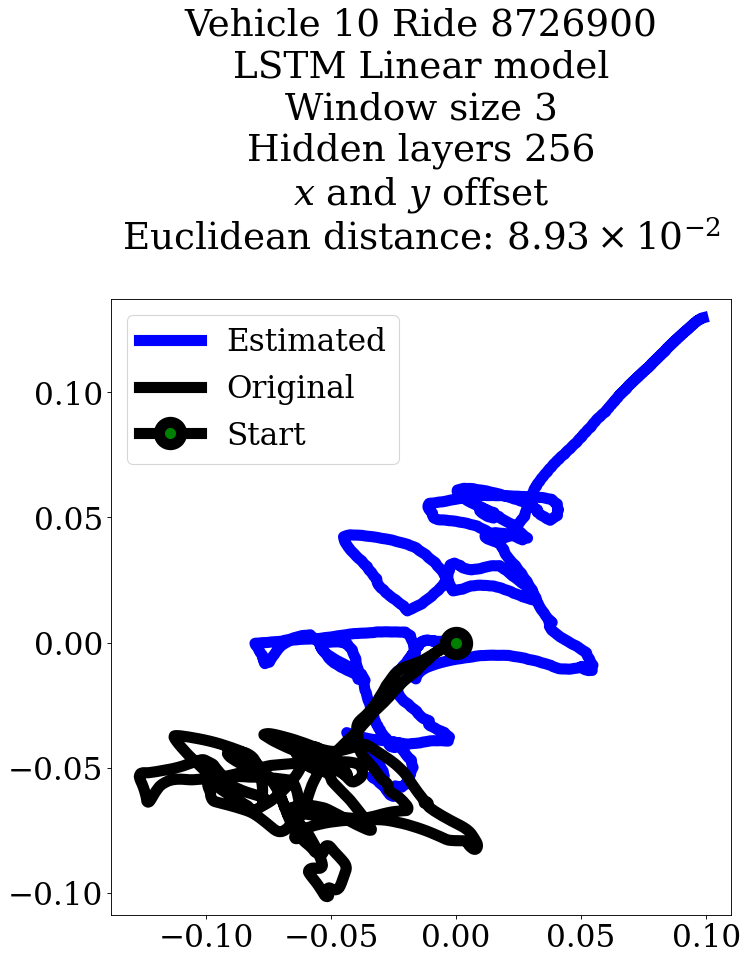 Vehicle 10 Ride 8726900
LSTM Linear model
Window size 3
Hidden layers 256
x and y offset
Euclidean distance: 8.93 × 10⁻²
Estimated
Original
Start
0.10
0.05
0.00
−0.05
−0.10
−0.10 −0.05 0.00 0.05 0.10